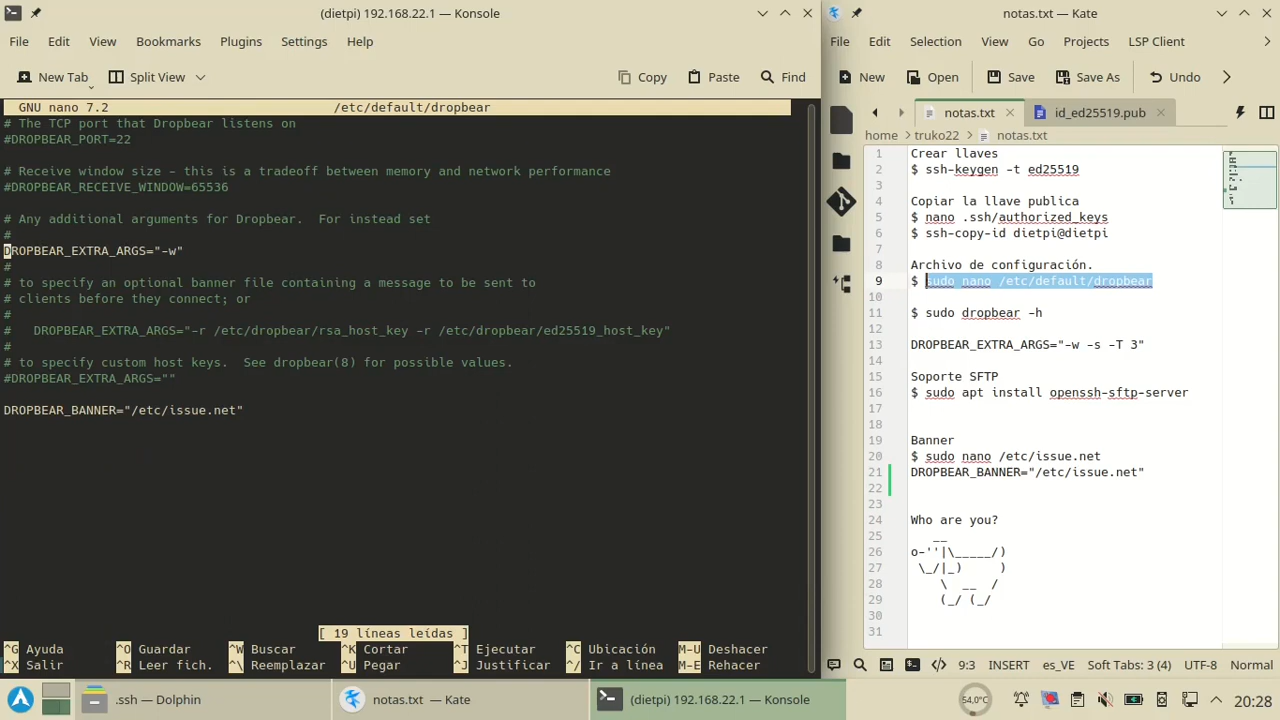 (dietpi) 192.168.22.1 — Konsole
File Edit View Bookmarks Plugins Settings Help
New Tab Split View Copy Paste Find
GNU nano 7.2 /etc/default/dropbear
# The TCP port that Dropbear listens on
#DROPBEAR_PORT=22
# Receive window size - this is a tradeoff between memory and network performance
#DROPBEAR_RECEIVE_WINDOW=65536
# Any additional arguments for Dropbear.  For instead set
#
DROPBEAR_EXTRA_ARGS="-w"
#
# to specify an optional banner file containing a message to be sent to
# clients before they connect; or
#
#   DROPBEAR_EXTRA_ARGS="-r /etc/dropbear/rsa_host_key -r /etc/dropbear/ed25519_host_key"
#
# to specify custom host keys.  See dropbear(8) for possible values.
#DROPBEAR_EXTRA_ARGS=""
DROPBEAR_BANNER="/etc/issue.net"
[ 19 líneas leídas ]
^G Ayuda ^O Guardar ^W Buscar ^K Cortar ^T Ejecutar ^C Ubicación M-U Deshacer
^X Salir ^R Leer fich. ^\ Reemplazar ^U Pegar ^J Justificar ^/ Ir a línea M-E Rehacer
notas.txt — Kate
File Edit Selection View Go Projects LSP Client
New Open Save Save As Undo
notas.txt id_ed25519.pub
home truko22 notas.txt
1 Crear llaves
2 $ ssh-keygen -t ed25519
3
4 Copiar la llave publica
5 $ nano .ssh/authorized_keys
6 $ ssh-copy-id dietpi@dietpi
7
8 Archivo de configuración.
9 $ sudo nano /etc/default/dropbear
10
11 $ sudo dropbear -h
12
13 DROPBEAR_EXTRA_ARGS="-w -s -T 3"
14
15 Soporte SFTP
16 $ sudo apt install openssh-sftp-server
17
18
19 Banner
20 $ sudo nano /etc/issue.net
21 DROPBEAR_BANNER="/etc/issue.net"
22
23
24 Who are you?
25    __
26 o-''|\_____/)
27  \_/|_)     )
28     \  __  /
29     (_/ (_/
30
31
9:3 INSERT es_VE Soft Tabs: 3 (4) UTF-8 Normal
.ssh — Dolphin notas.txt — Kate (dietpi) 192.168.22.1 — Konsole 54,0°C 20:28